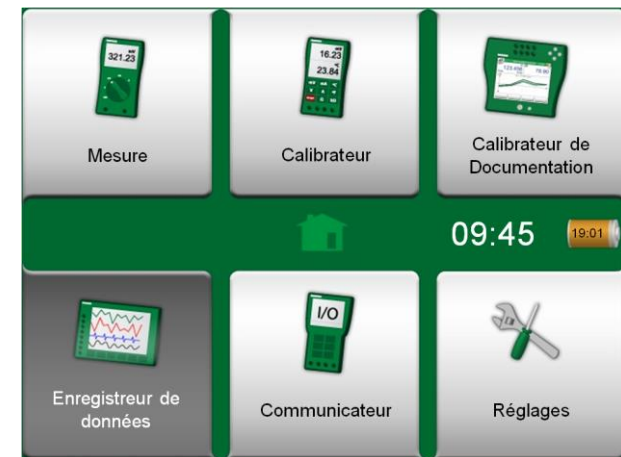 321.23
16.23
23.84
Mesure
Calibrateur
Calibrateur de
Documentation
09:45
19:01
I/O
Enregistreur de
données
Communicateur
Réglages